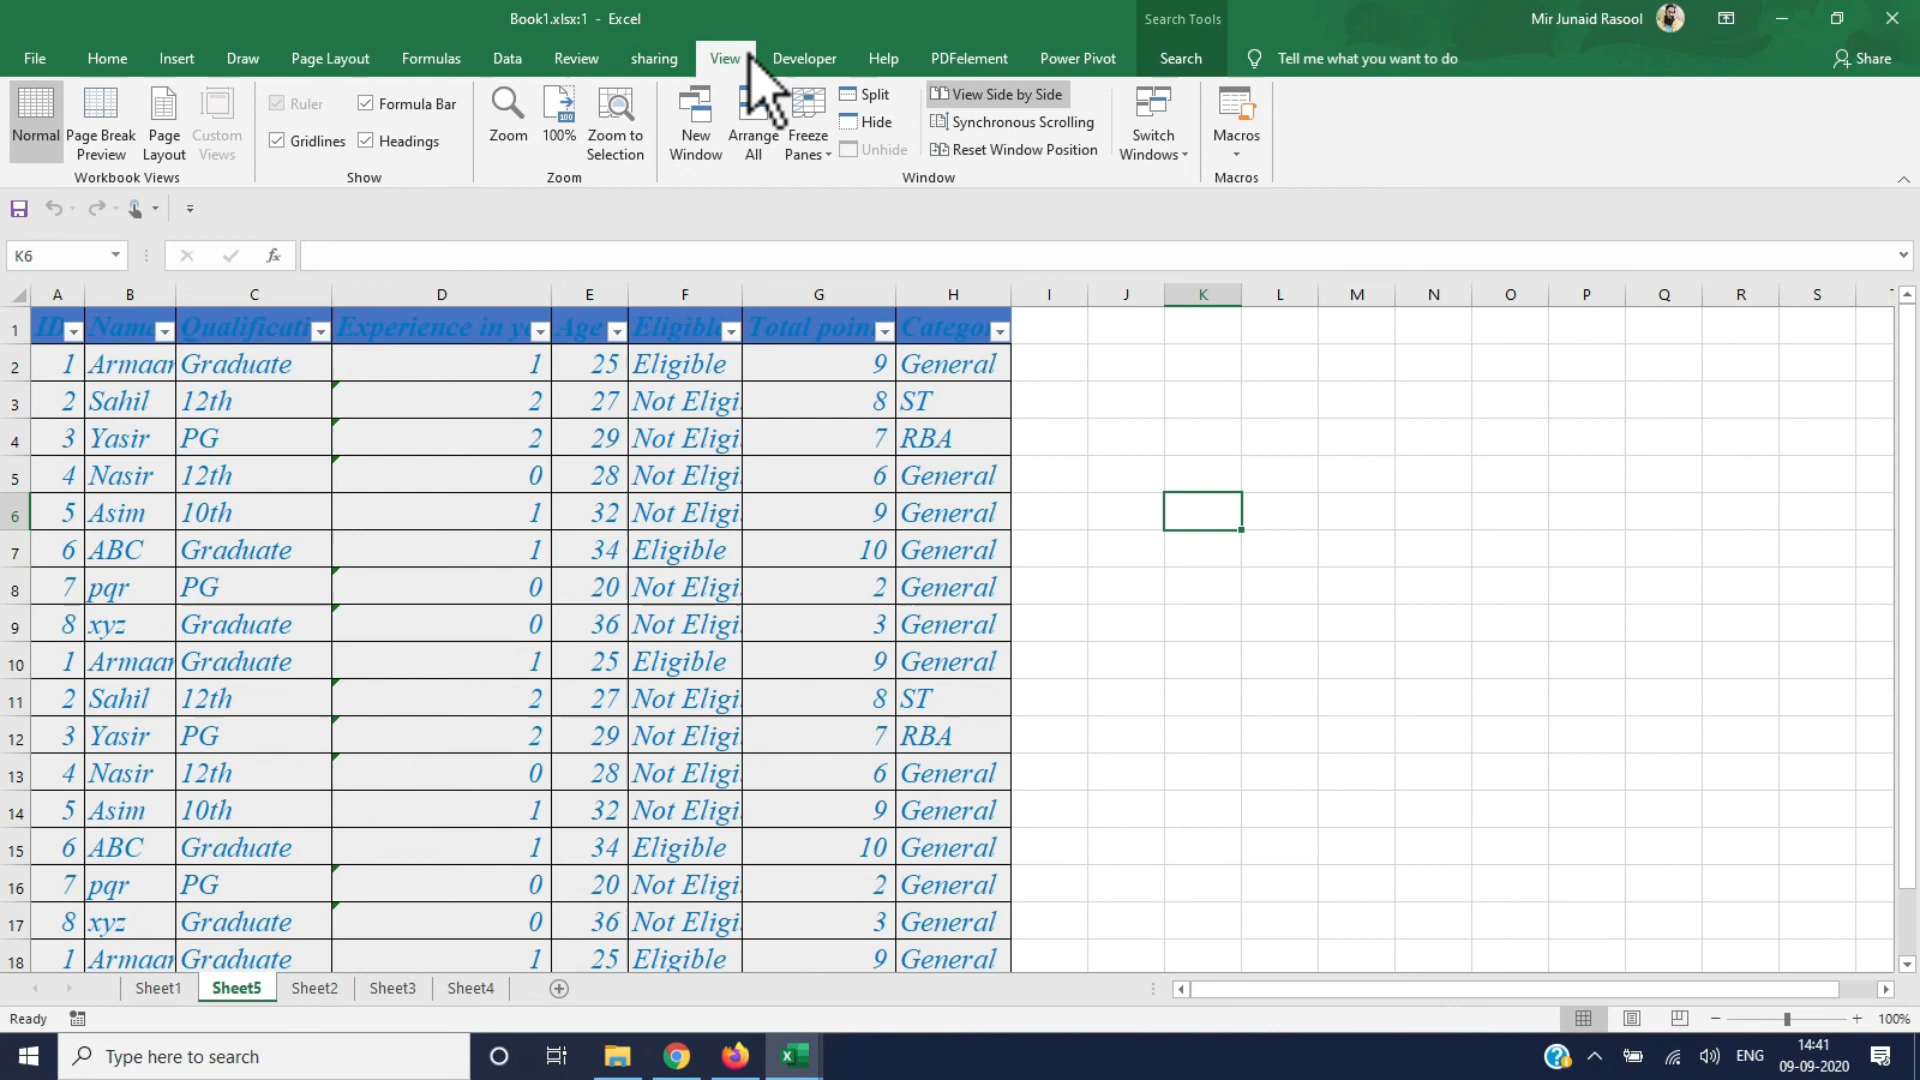 Book1.xlsx:1 - Excel
Search Tools
Mir Junaid Rasool
File Home Insert Draw Page Layout Formulas Data Review sharing View Developer Help PDFelement Power Pivot Search Tell me what you want to do Share
Normal
Page Break
Preview
Page
Layout
Custom
Views
Workbook Views
Ruler
Formula Bar
Gridlines
Headings
Show
Zoom
100
100%
Zoom to
Selection
Zoom
New
Window
Arrange
All
Freeze
Panes
Split
Hide
Unhide
View Side by Side
Synchronous Scrolling
Reset Window Position
Window
Switch
Windows
Macros
Macros
K6
fx
A B C D E F G H I J K L M N O P Q R S
1 ID Name Qualificati Experience in y Age Total poin
2 1 Armaan Graduate 1 25 Eligible 9 General
3 2 Sahil 12th 2 27 Not Eligi 8 ST
4 3 Yasir PG 2 29 Not Eligi 7 RBA
5 4 Nasir 12th 0 28 Not Eligi 6 General
6 5 Asim 10th 1 32 Not Eligi 9 General
7 6 ABC Graduate 1 34 Eligible 10 General
8 7 pqr PG 0 20 Not Eligi 2 General
9 8 xyz Graduate 0 36 Not Eligi 3 General
10 1 Armaan Graduate 1 25 Eligible 9 General
11 2 Sahil 12th 2 27 Not Eligi 8 ST
12 3 Yasir PG 2 29 Not Eligi 7 RBA
13 4 Nasir 12th 0 28 Not Eligi 6 General
14 5 Asim 10th 1 32 Not Eligi 9 General
15 6 ABC Graduate 1 34 Eligible 10 General
16 7 pqr PG 0 20 Not Eligi 2 General
17 8 xyz Graduate 0 36 Not Eligi 3 General
18 1 Armaan Graduate 1 25 Eligible 9 General
Sheet1 Sheet5 Sheet2 Sheet3 Sheet4
Ready
100%
Type here to search
ENG
14:41
09-09-2020